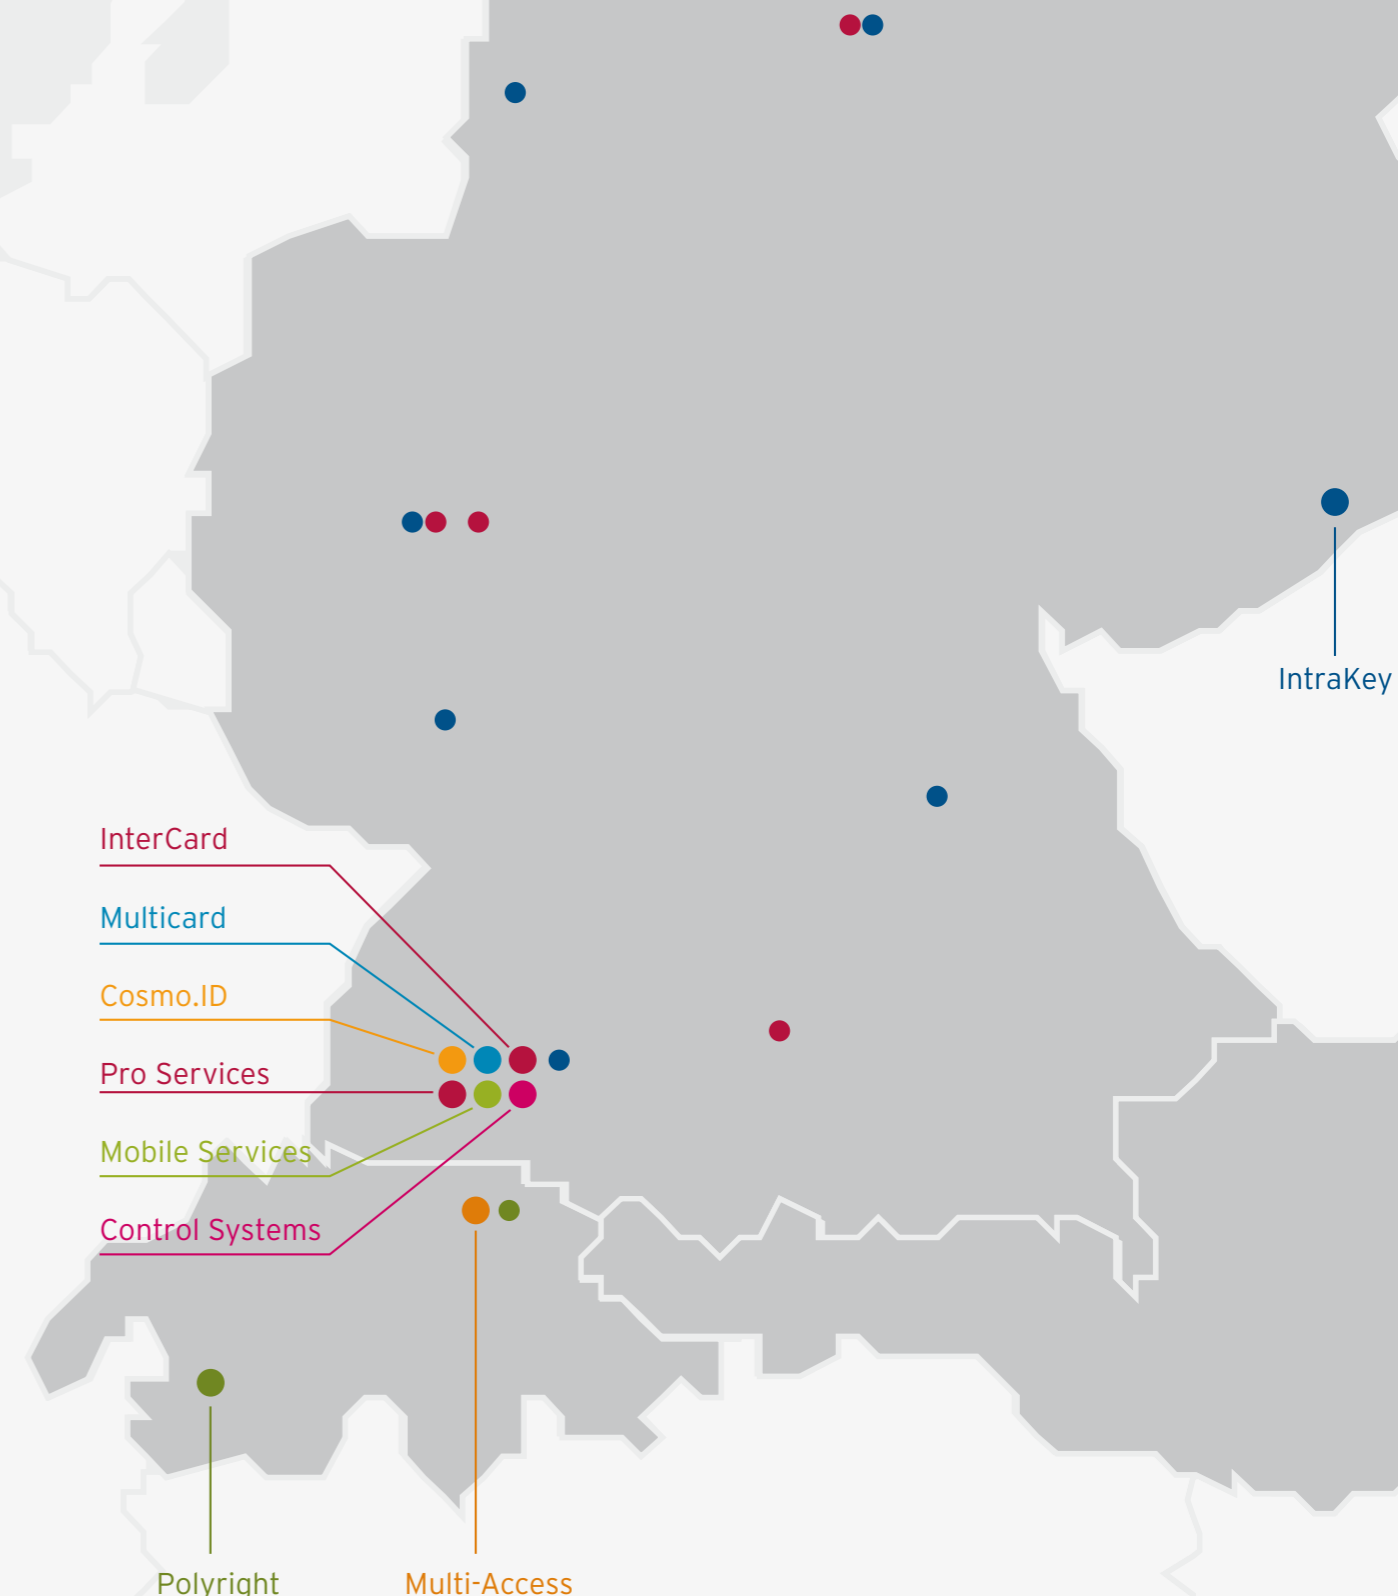 IntraKey
InterCard
Multicard
Cosmo.ID
Pro Services
Mobile Services
Control Systems
Polyright
Multi-Access